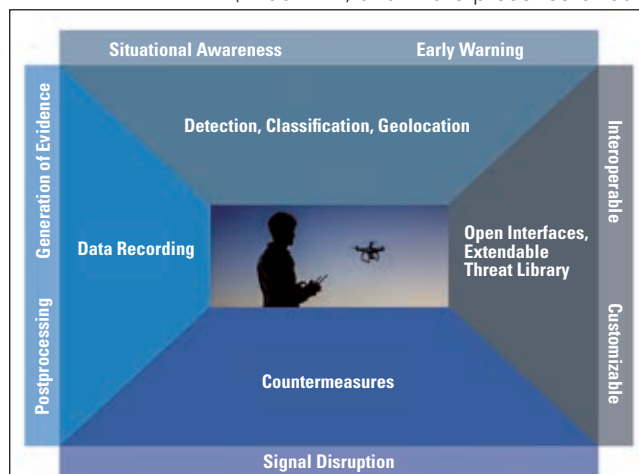 Situational Awareness
Early Warning
Detection, Classification, Geolocation
Generation of Evidence
Postprocessing
Data Recording
Open Interfaces,
Extendable
Threat Library
Interoperable
Customizable
Countermeasures
Signal Disruption